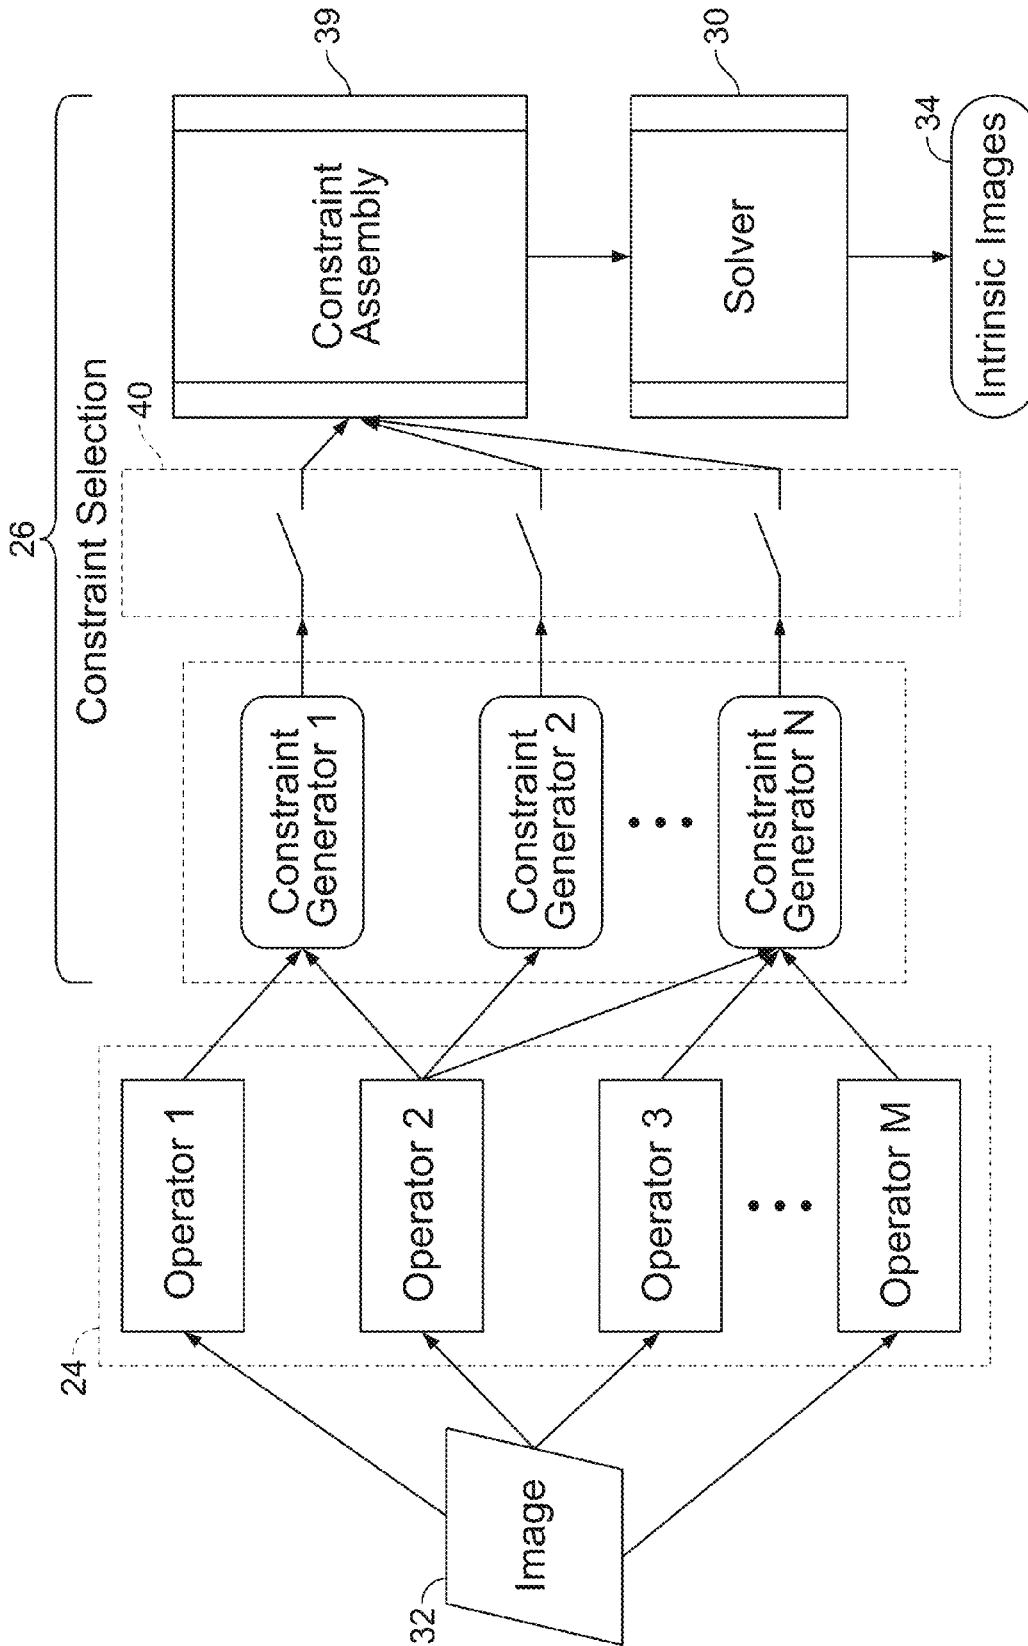 26
Constraint Selection
24
40
39
30
34
32
Image
Operator 1
Operator 2
Operator 3
Operator M
Constraint
Generator 1
Constraint
Generator 2
Constraint
Generator N
Constraint
Assembly
Solver
Intrinsic Images